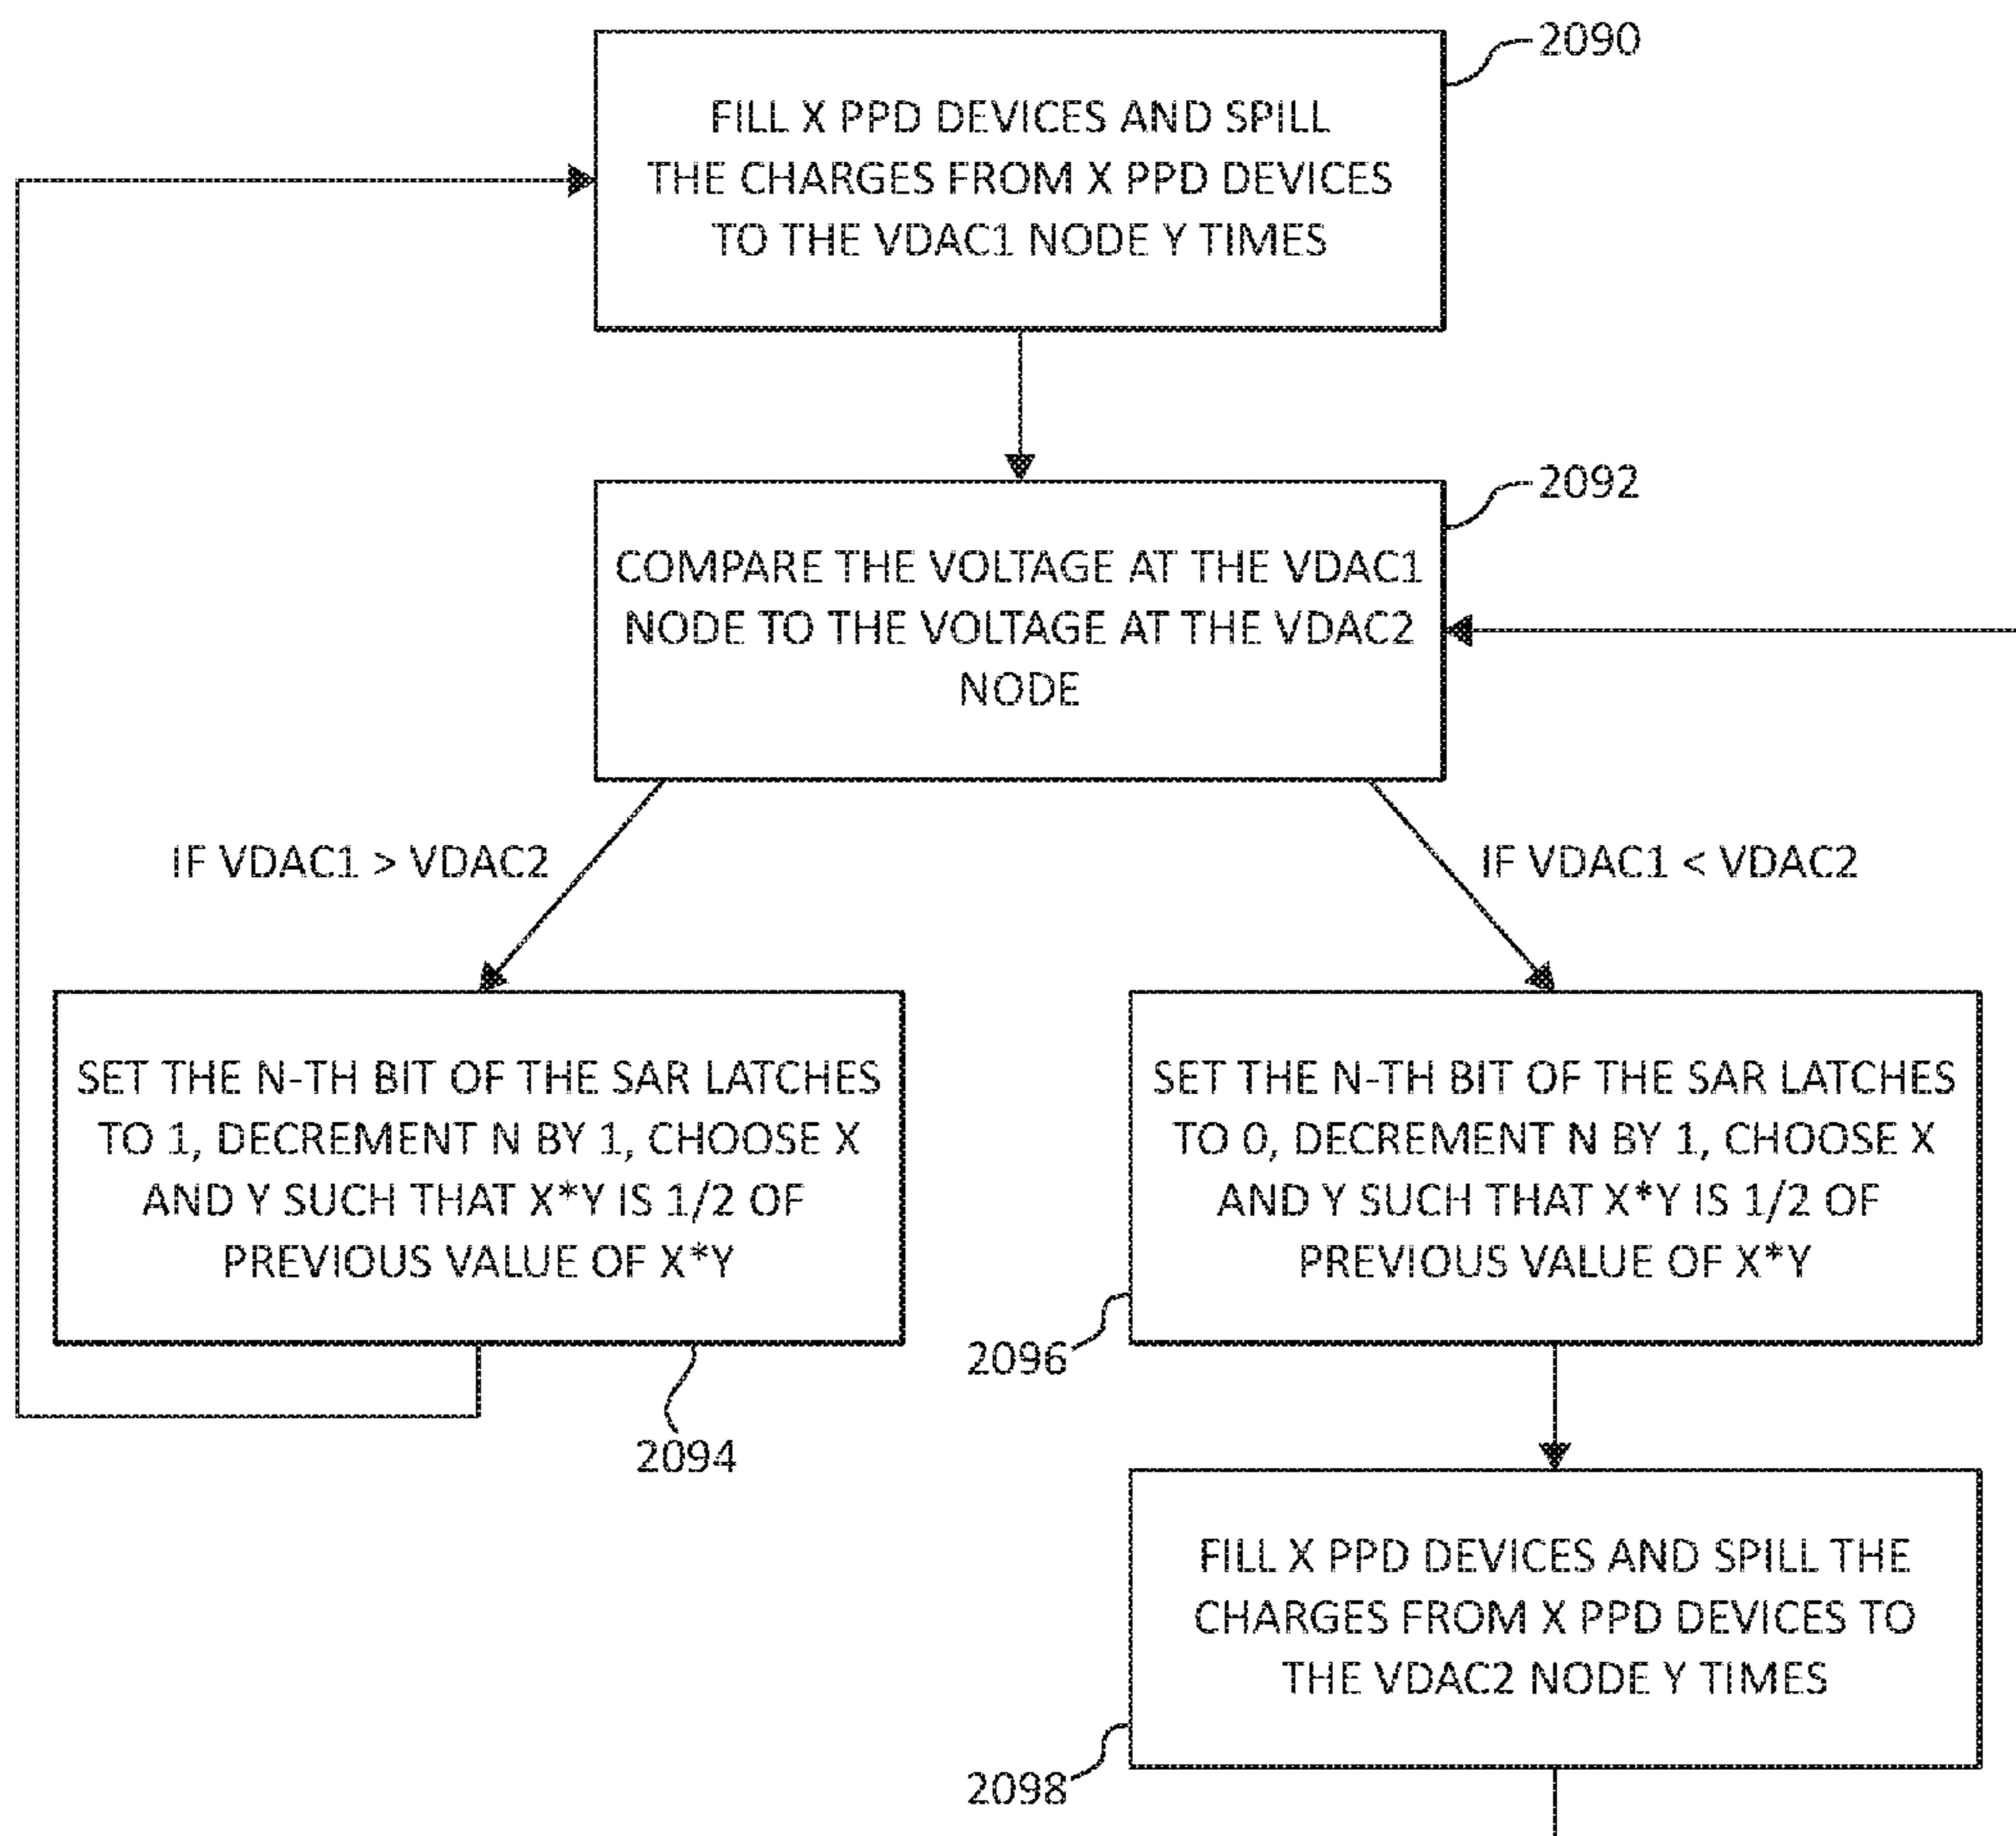 2090
FILL X PPD DEVICES AND SPILL
THE CHARGES FROM X PPD DEVICES
TO THE VDAC1 NODE Y TIMES
2092
COMPARE THE VOLTAGE AT THE VDAC1
NODE TO THE VOLTAGE AT THE VDAC2
NODE
IF VDAC1 > VDAC2
IF VDAC1 < VDAC2
SET THE N-TH BIT OF THE SAR LATCHES
TO 1, DECREMENT N BY 1, CHOOSE X
AND Y SUCH THAT X*Y IS 1/2 OF
PREVIOUS VALUE OF X*Y
2094
SET THE N-TH BIT OF THE SAR LATCHES
TO 0, DECREMENT N BY 1, CHOOSE X
AND Y SUCH THAT X*Y IS 1/2 OF
PREVIOUS VALUE OF X*Y
2096
FILL X PPD DEVICES AND SPILL THE
CHARGES FROM X PPD DEVICES TO
THE VDAC2 NODE Y TIMES
2098